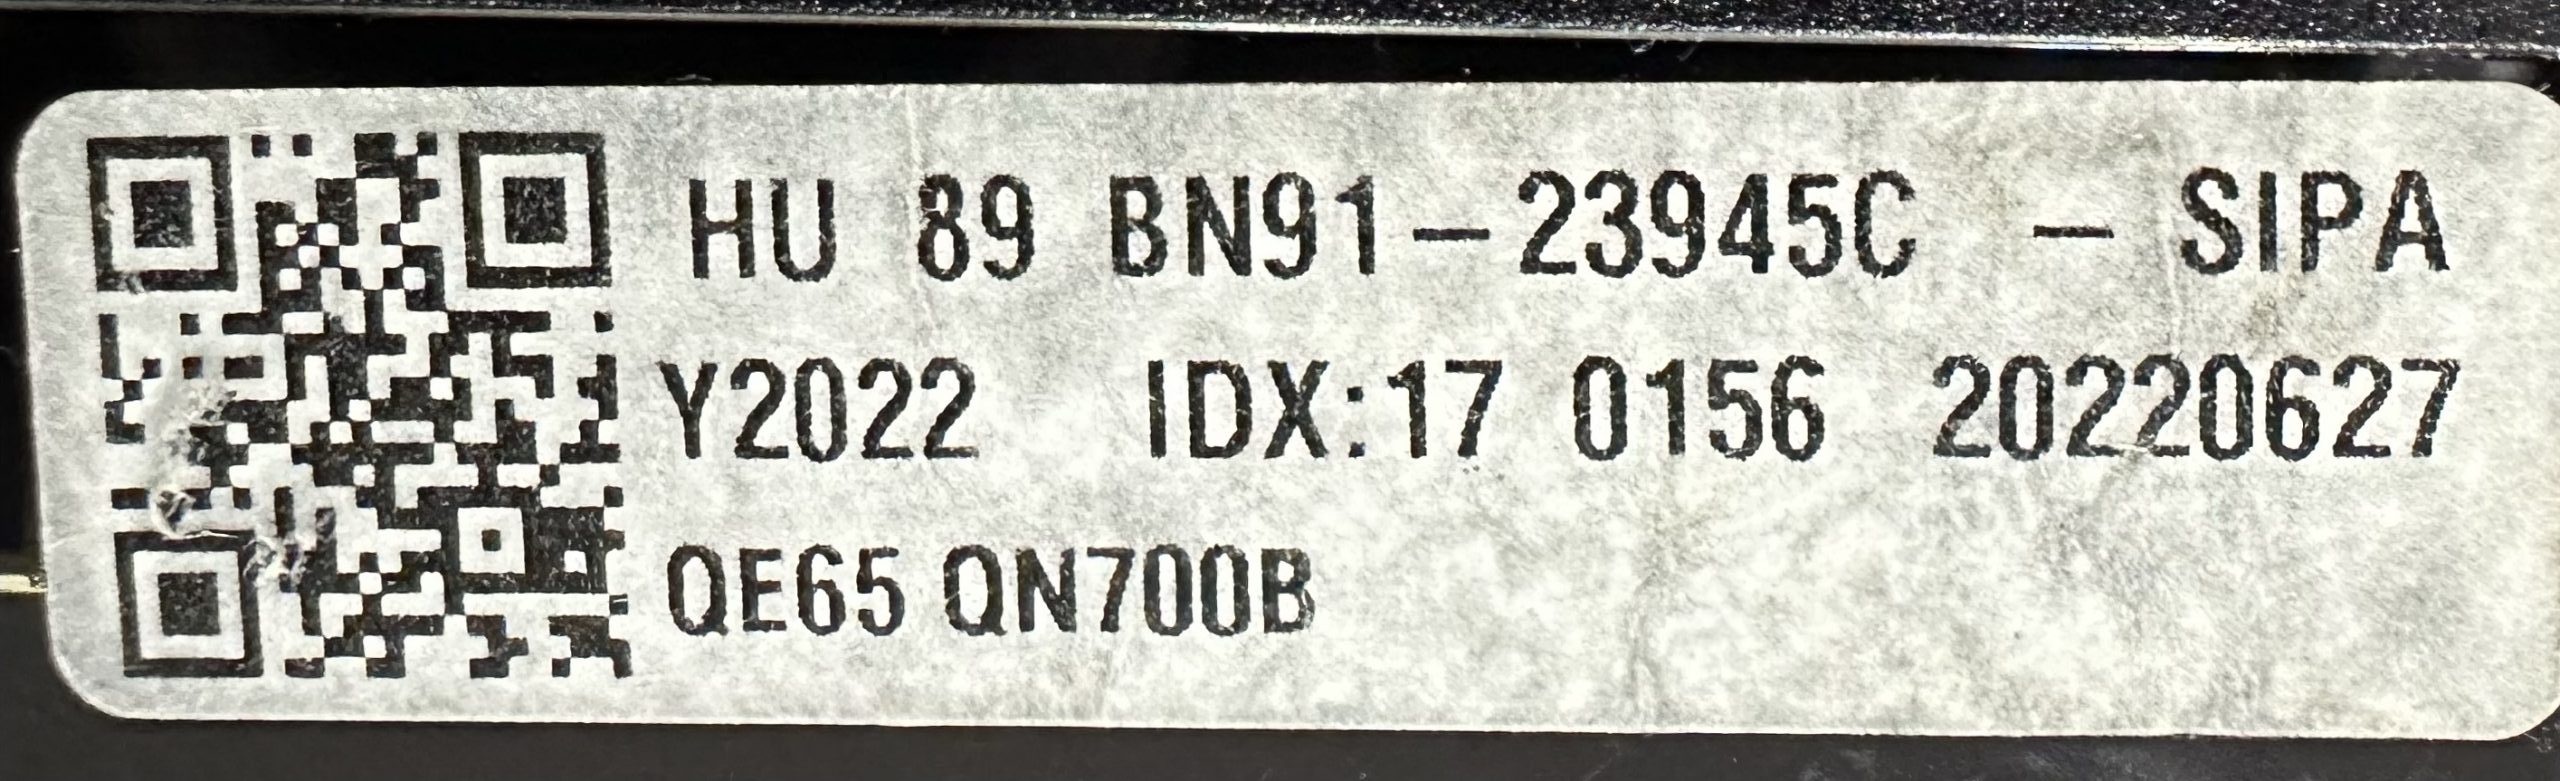 HU 89 BN91-23945C - SIPA
Y2022 IDX:17 0156 20220627
QE65 QN700B